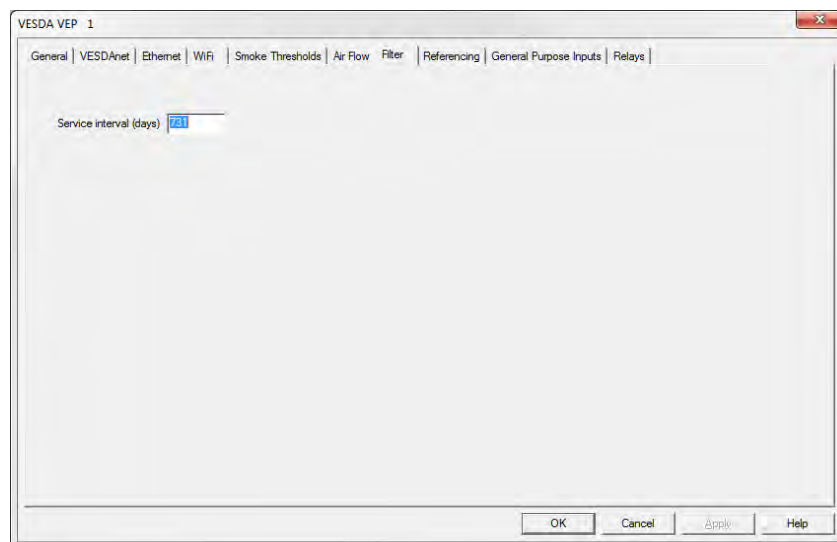 VESDA VEP 1
General VESDAnet Ethernet WiFi Smoke Thresholds Air Flow Filter Referencing General Purpose Inputs Relays
Service interval (days) 731
OK Cancel Apply Help